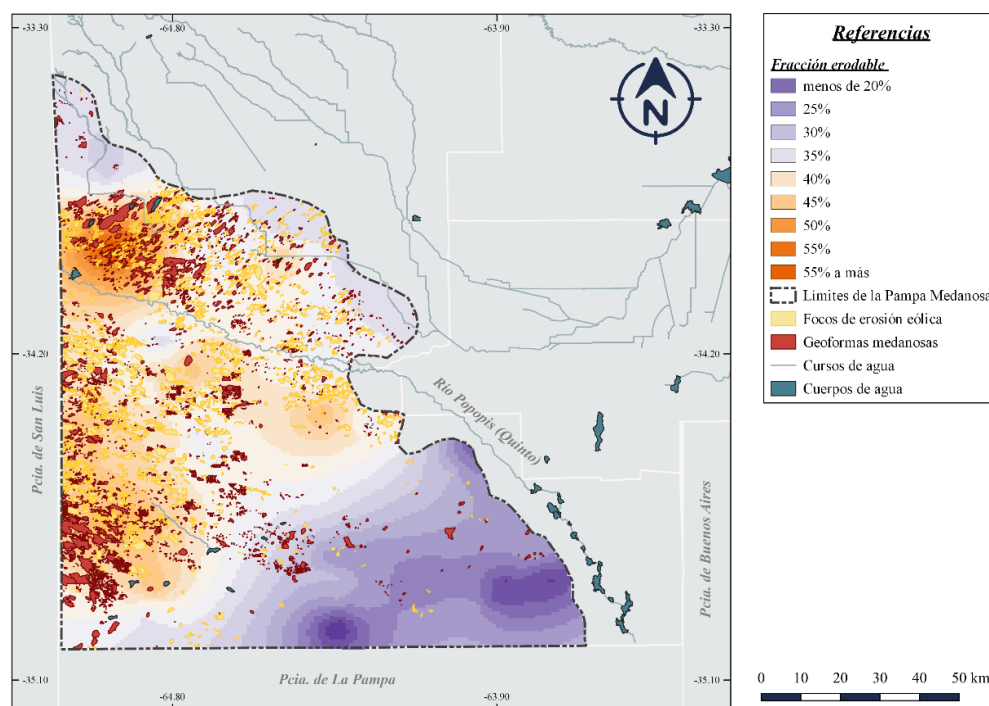 -33.30
-64.80
-63.90
-33.30
N
-34.20
-34.20
Pcia. de San Luis
Río Popopis (Quinto)
Pcia. de Buenos Aires
Pcia. de La Pampa
-35.10
-64.80
-63.90
-35.10
Referencias
Fracción erodable
menos de 20%
25%
30%
35%
40%
45%
50%
55%
55% a más
Limites de la Pampa Medanosa
Focos de erosión eólica
Geoformas medanosas
Cursos de agua
Cuerpos de agua
0 10 20 30 40 50 km